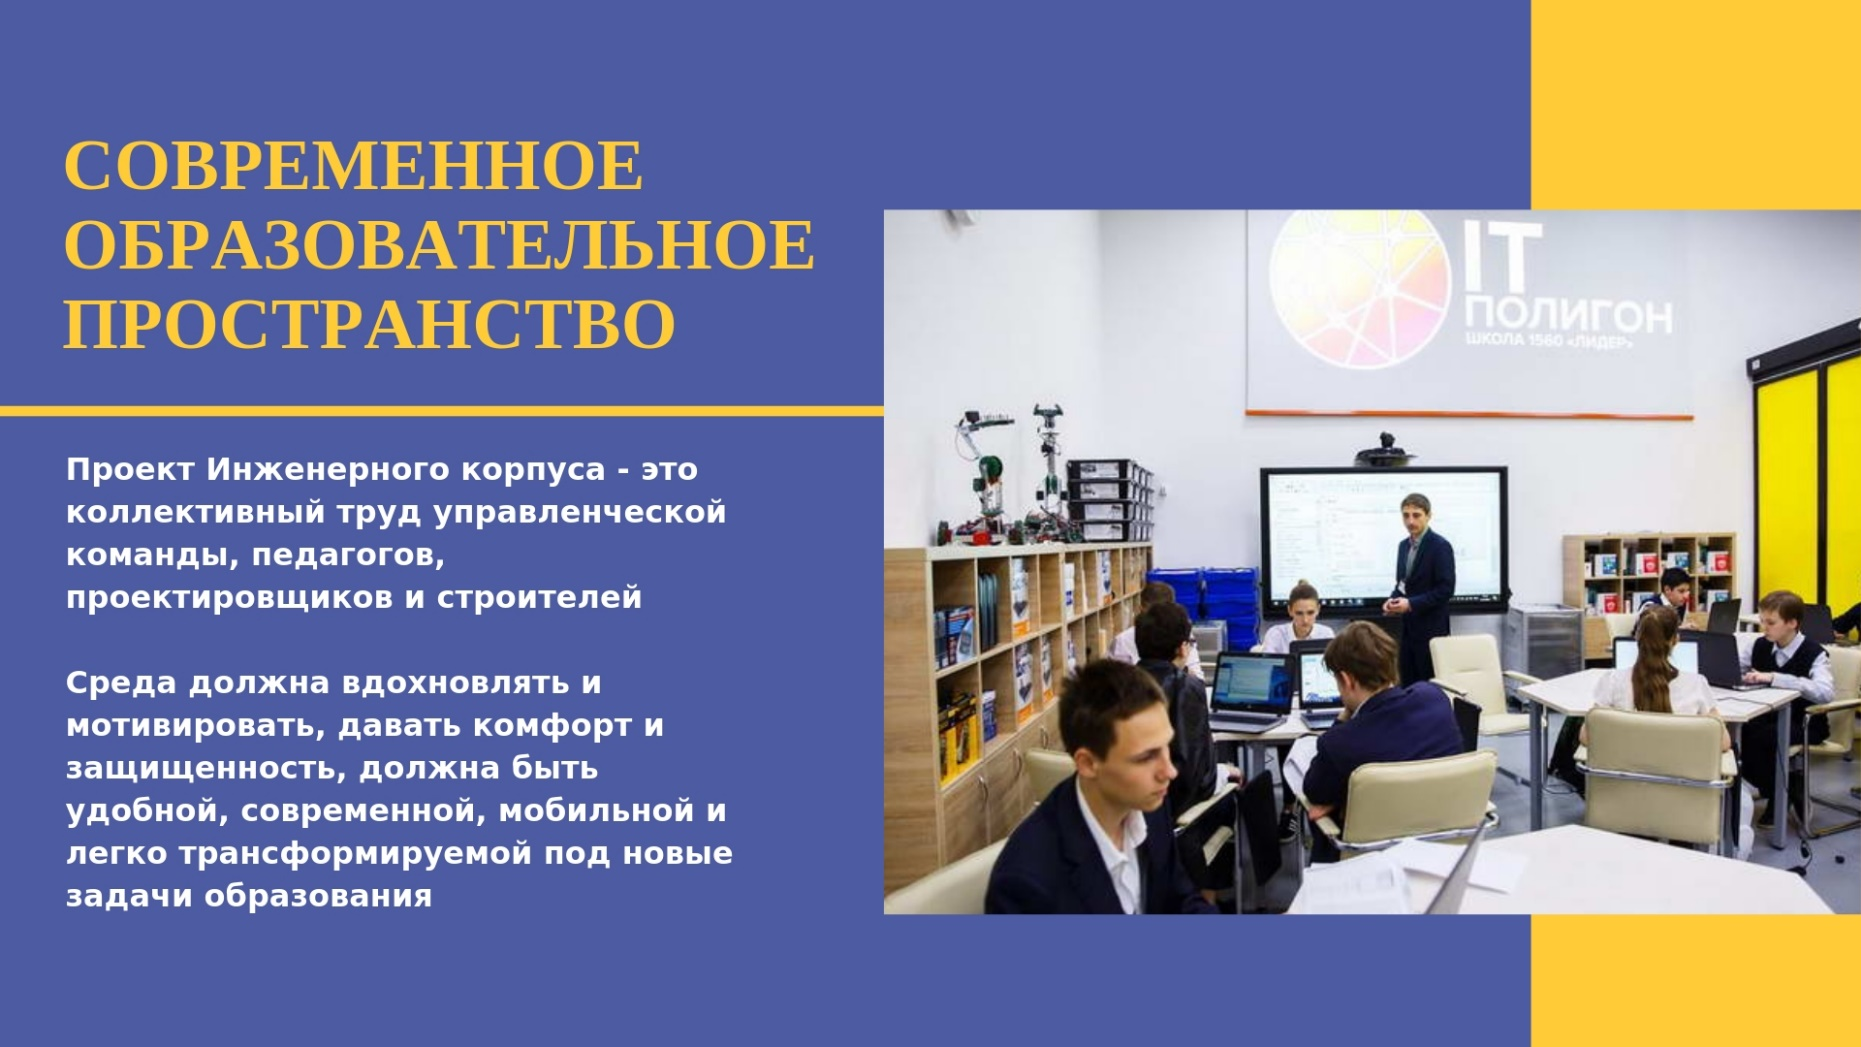 СОВРЕМЕННОЕ
ОБРАЗОВАТЕЛЬНОЕ
ПРОСТРАНСТВО
Проект Инженерного корпуса - это
коллективный труд управленческой
команды, педагогов,
проектировщиков и строителей
Среда должна вдохновлять и
мотивировать, давать комфорт и
защищенность, должна быть
удобной, современной, мобильной и
легко трансформируемой под новые
задачи образования
IT
ПОЛИГОН
ШКОЛА 1560 «ЛИДЕР»